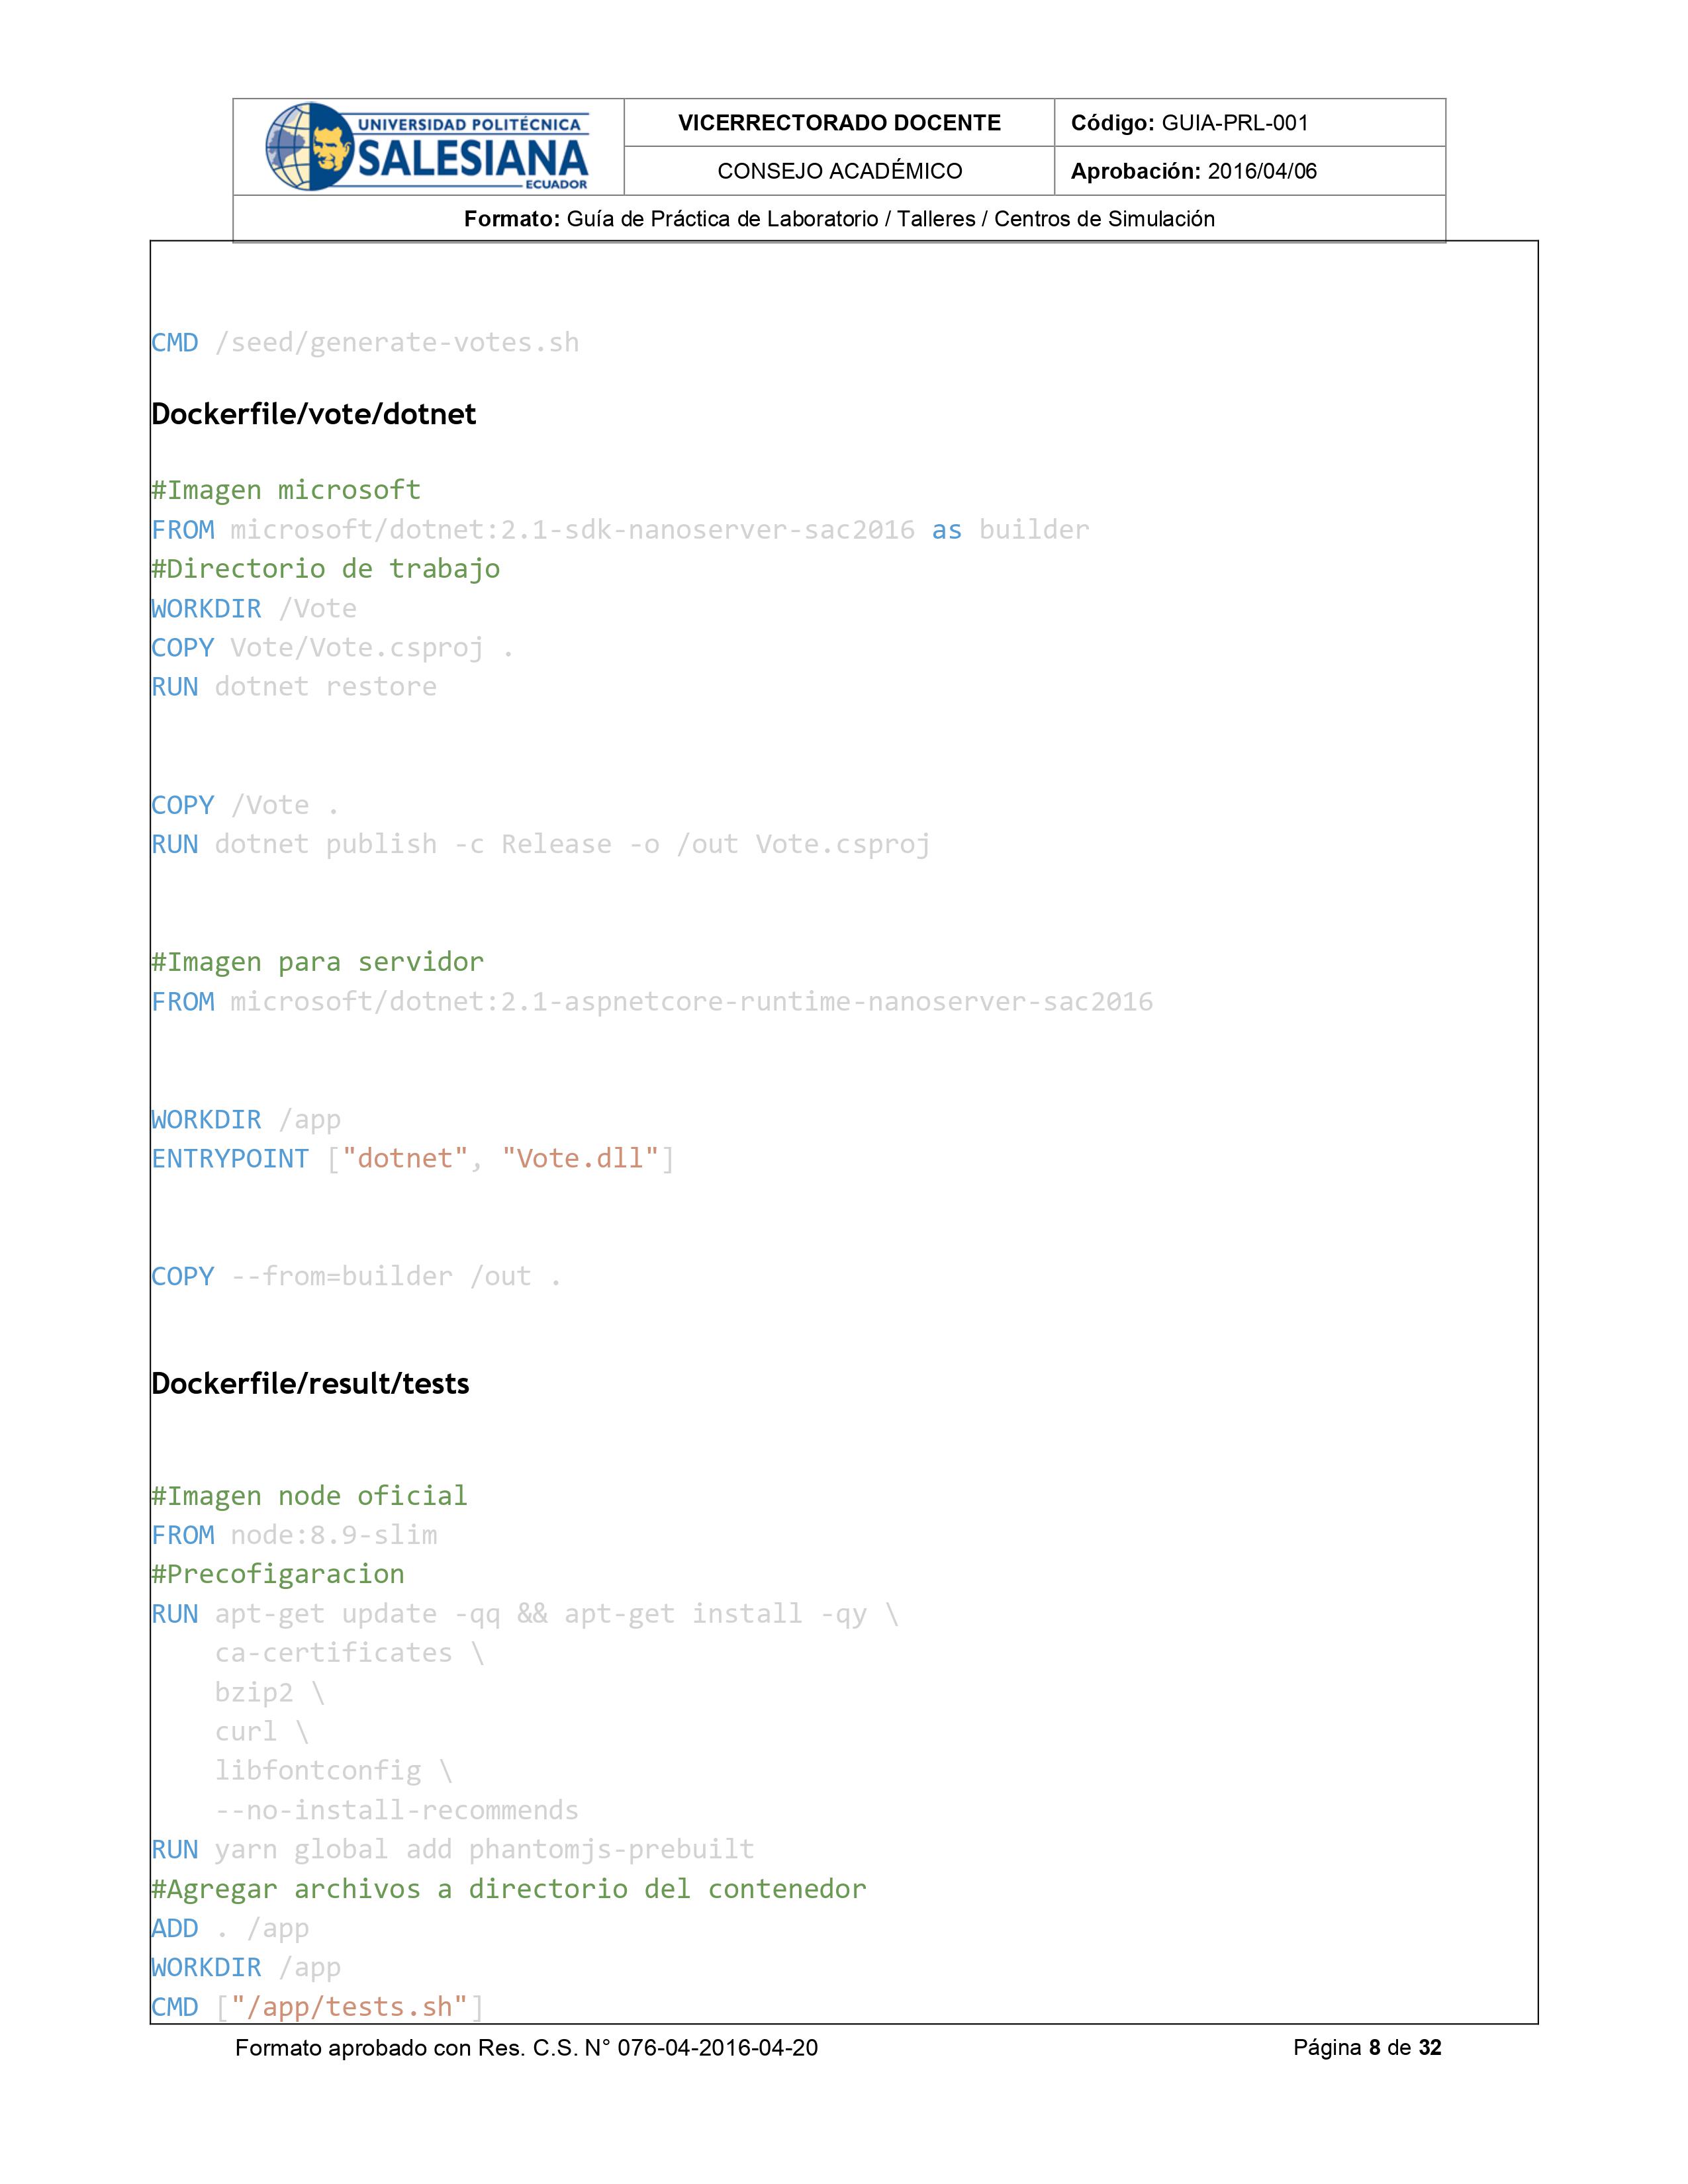 UNIVERSIDAD POLITÉCNICA
SALESIANA
ECUADOR
VICERRECTORADO DOCENTE
Código: GUIA-PRL-001
CONSEJO ACADÉMICO
Aprobación: 2016/04/06
Formato: Guía de Práctica de Laboratorio / Talleres / Centros de Simulación
CMD /seed/generate-votes.sh
Dockerfile/vote/dotnet
#Imagen microsoft
FROM microsoft/dotnet:2.1-sdk-nanoserver-sac2016 as builder
#Directorio de trabajo
WORKDIR /Vote
COPY Vote/Vote.csproj .
RUN dotnet restore
COPY /Vote .
RUN dotnet publish -c Release -o /out Vote.csproj
#Imagen para servidor
FROM microsoft/dotnet:2.1-aspnetcore-runtime-nanoserver-sac2016
WORKDIR /app
ENTRYPOINT ["dotnet", "Vote.dll"]
COPY --from=builder /out .
Dockerfile/result/tests
#Imagen node oficial
FROM node:8.9-slim
#Precofigaracion
RUN apt-get update -qq && apt-get install -qy \
    ca-certificates \
    bzip2 \
    curl \
    libfontconfig \
    --no-install-recommends
RUN yarn global add phantomjs-prebuilt
#Agregar archivos a directorio del contenedor
ADD . /app
WORKDIR /app
CMD ["/app/tests.sh"]
Formato aprobado con Res. C.S. N° 076-04-2016-04-20
Página 8 de 32